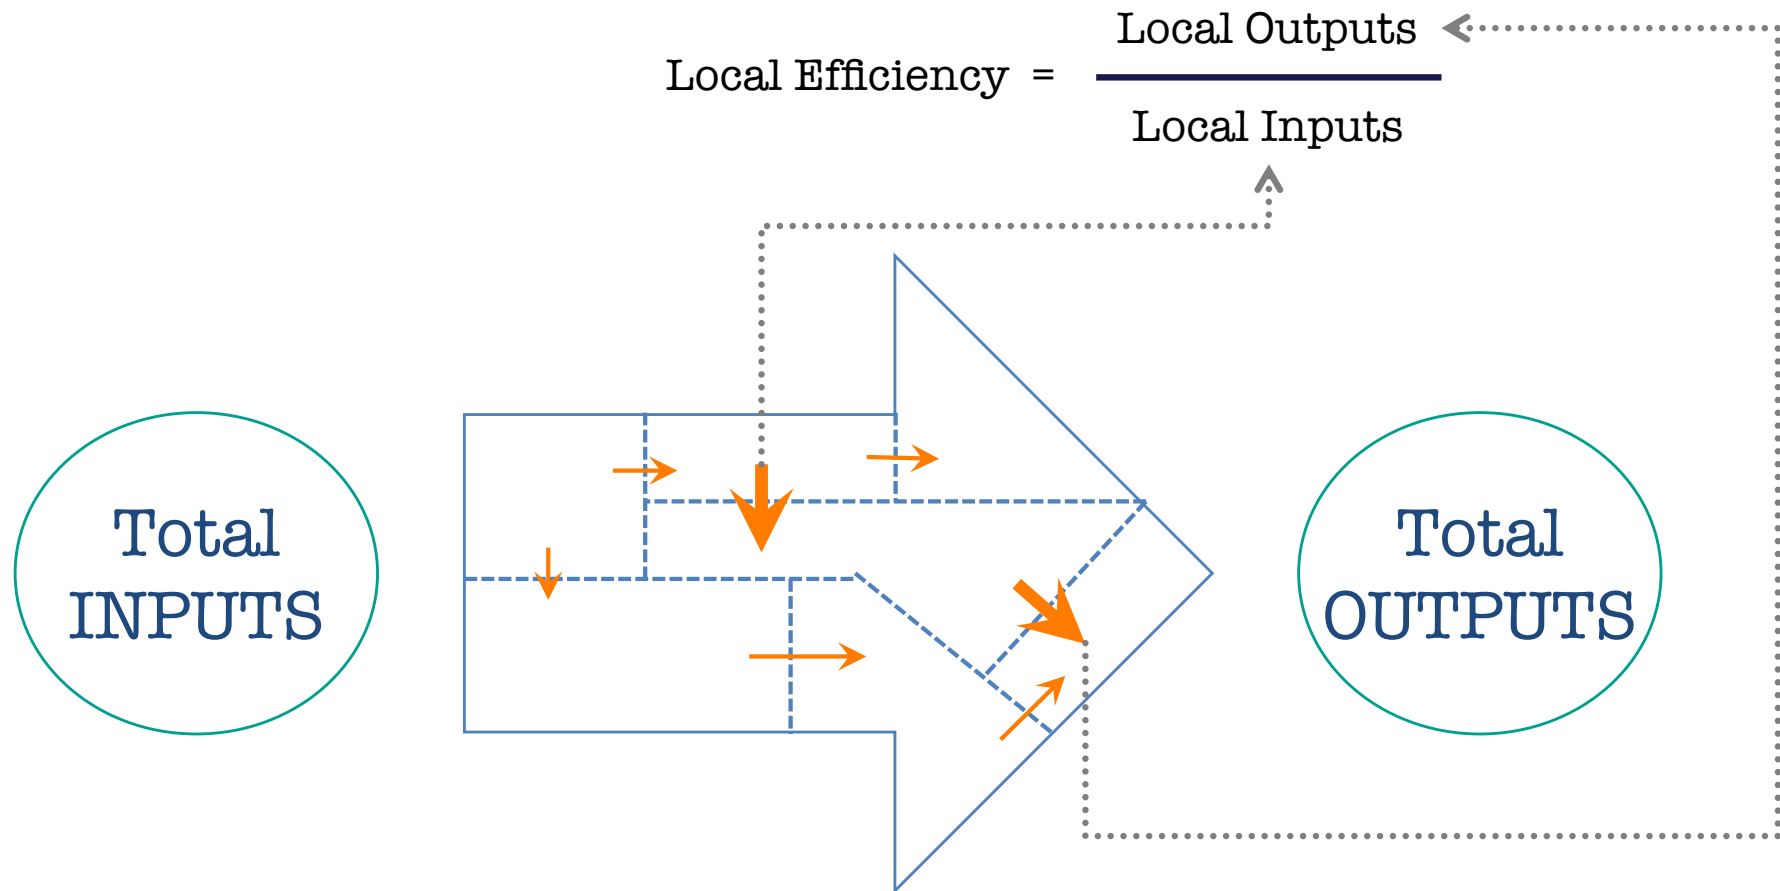 Local Outputs
Local Efficiency =
Local Inputs
Total
INPUTS
Total
OUTPUTS